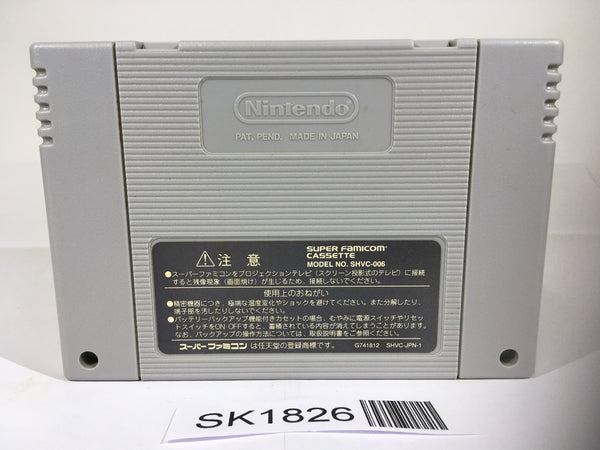 Nintendo
PAT. PEND. MADE IN JAPAN
⚠注意
SUPER FAMICOM
CASSETTE
MODEL NO. SHVC-006
●スーパーファミコンをプロジェクションテレビ（スクリーン投影式のテレビ）に接続
すると残像現象（画面焼け）が生じるため、接続しないでください。
使用上のおねがい
●精密機器につき、極端な温度変化やショックを避けてください。また分解したり、
端子部を汚したりしないでください。
●バッテリーバックアップ機能付きカセットの場合、むやみに電源スイッチやリセッ
トスイッチをON・OFFすると、蓄積されている内容が消えてしまうことがあります。
なお、バックアップの操作方法については、取扱説明書をご参照ください。
スーパーファミコンは任天堂の登録商標です。 G741812 SHVC-JPN-1
SK1826